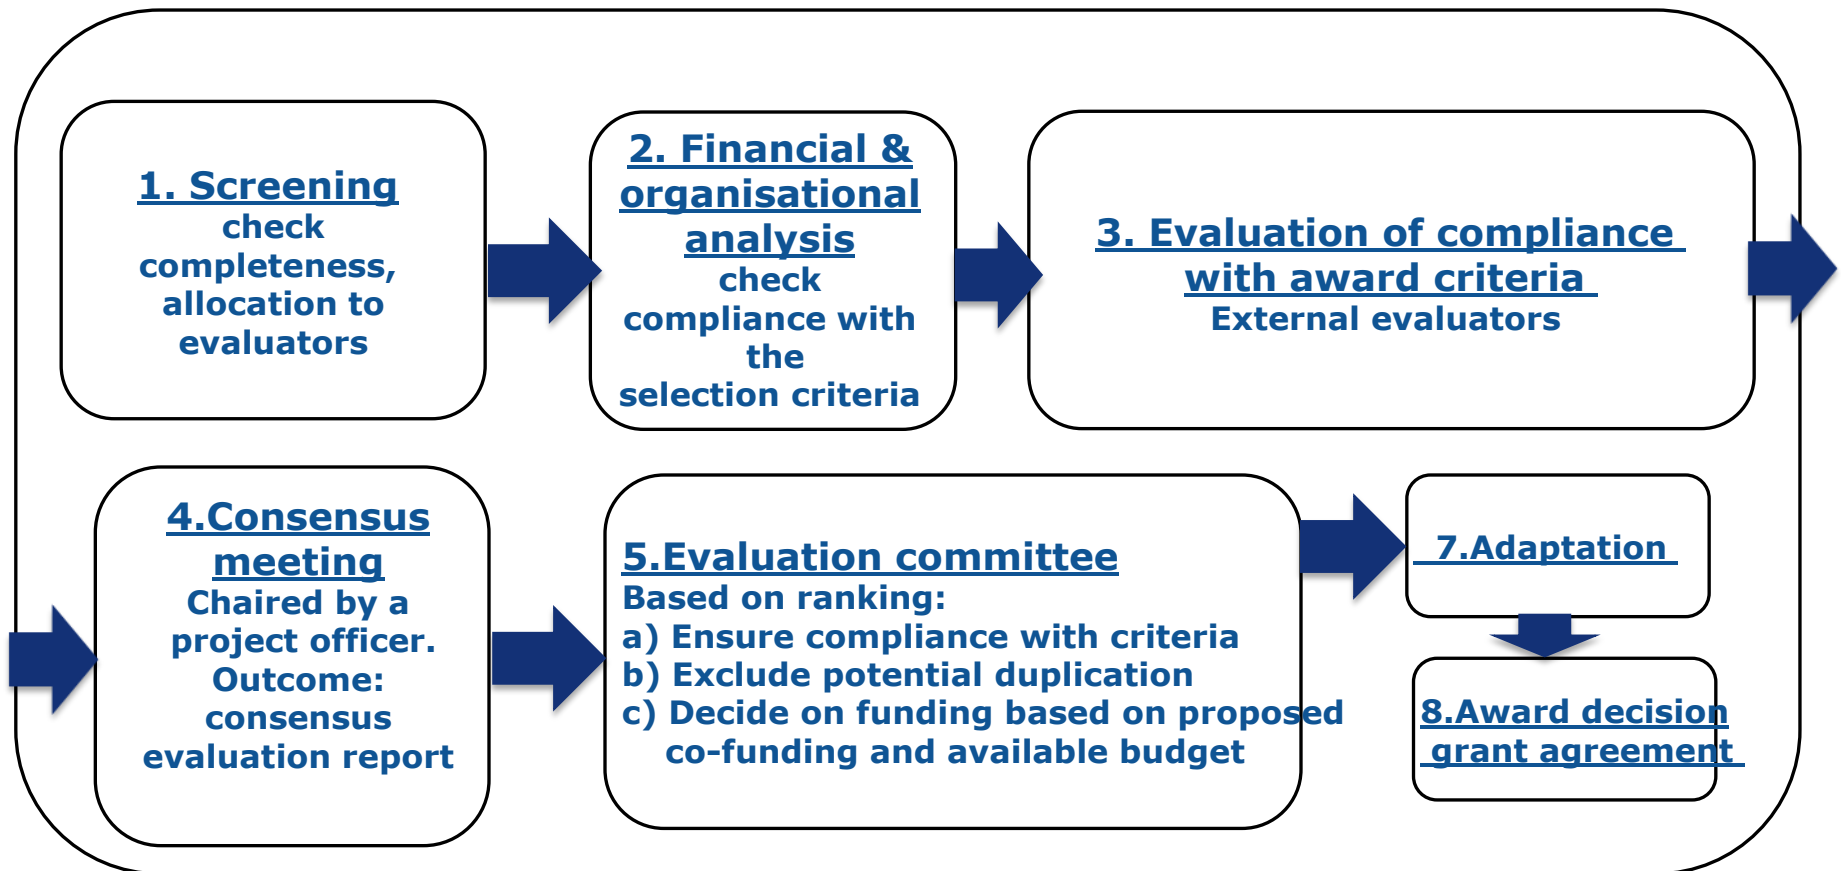 1. Screening
check
completeness,
allocation to
evaluators
2. Financial &
organisational
analysis
check
compliance with
the
selection criteria
3. Evaluation of compliance
with award criteria
External evaluators
4.Consensus
meeting
Chaired by a
project officer.
Outcome:
consensus
evaluation report
5.Evaluation committee
Based on ranking:
a) Ensure compliance with criteria
b) Exclude potential duplication
c) Decide on funding based on proposed
co-funding and available budget
7.Adaptation
8.Award decision
grant agreement